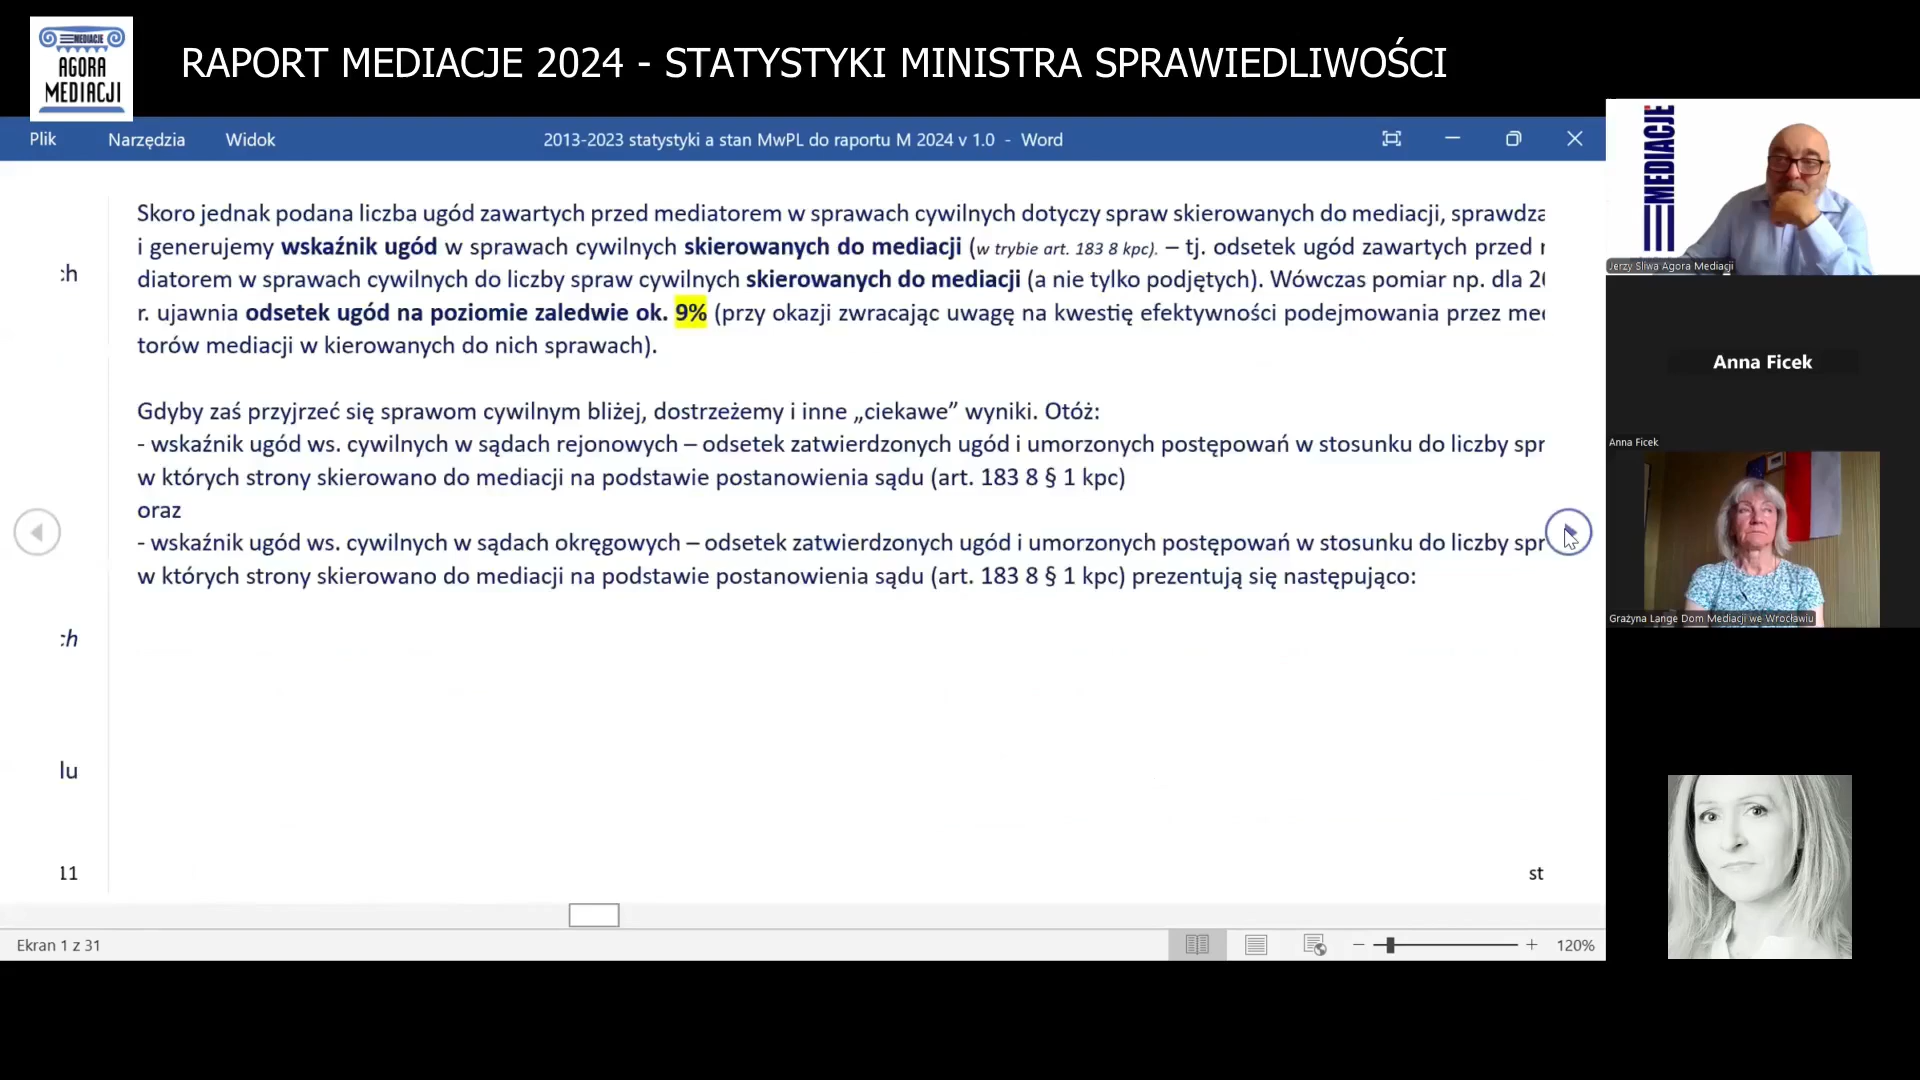 MEDIACJE
AGORA
MEDIACJI
RAPORT MEDIACJE 2024 - STATYSTYKI MINISTRA SPRAWIEDLIWOŚCI
Plik Narzędzia Widok 2013-2023 statystyki a stan MwPL do raportu M 2024 v 1.0 - Word
Skoro jednak podana liczba ugód zawartych przed mediatorem w sprawach cywilnych dotyczy spraw skierowanych do mediacji, sprawdza
i generujemy wskaźnik ugód w sprawach cywilnych skierowanych do mediacji (w trybie art. 183 8 kpc). – tj. odsetek ugód zawartych przed
diatorem w sprawach cywilnych do liczby spraw cywilnych skierowanych do mediacji (a nie tylko podjętych). Wówczas pomiar np. dla
r. ujawnia odsetek ugód na poziomie zaledwie ok. 9% (przy okazji zwracając uwagę na kwestię efektywności podejmowania przez
torów mediacji w kierowanych do nich sprawach).
Gdyby zaś przyjrzeć się sprawom cywilnym bliżej, dostrzeżemy i inne „ciekawe” wyniki. Otóż:
- wskaźnik ugód ws. cywilnych w sądach rejonowych – odsetek zatwierdzonych ugód i umorzonych postępowań w stosunku do liczby spr
w których strony skierowano do mediacji na podstawie postanowienia sądu (art. 183 8 § 1 kpc)
oraz
- wskaźnik ugód ws. cywilnych w sądach okręgowych – odsetek zatwierdzonych ugód i umorzonych postępowań w stosunku do liczby spr
w których strony skierowano do mediacji na podstawie postanowienia sądu (art. 183 8 § 1 kpc) prezentują się następująco:
ch
ch
lu
11
st
Ekran 1 z 31
120%
MEDIACJE
Jerzy Śliwa Agora Mediacji
Anna Ficek
Anna Ficek
Grażyna Lange Dom Mediacji we Wrocławiu